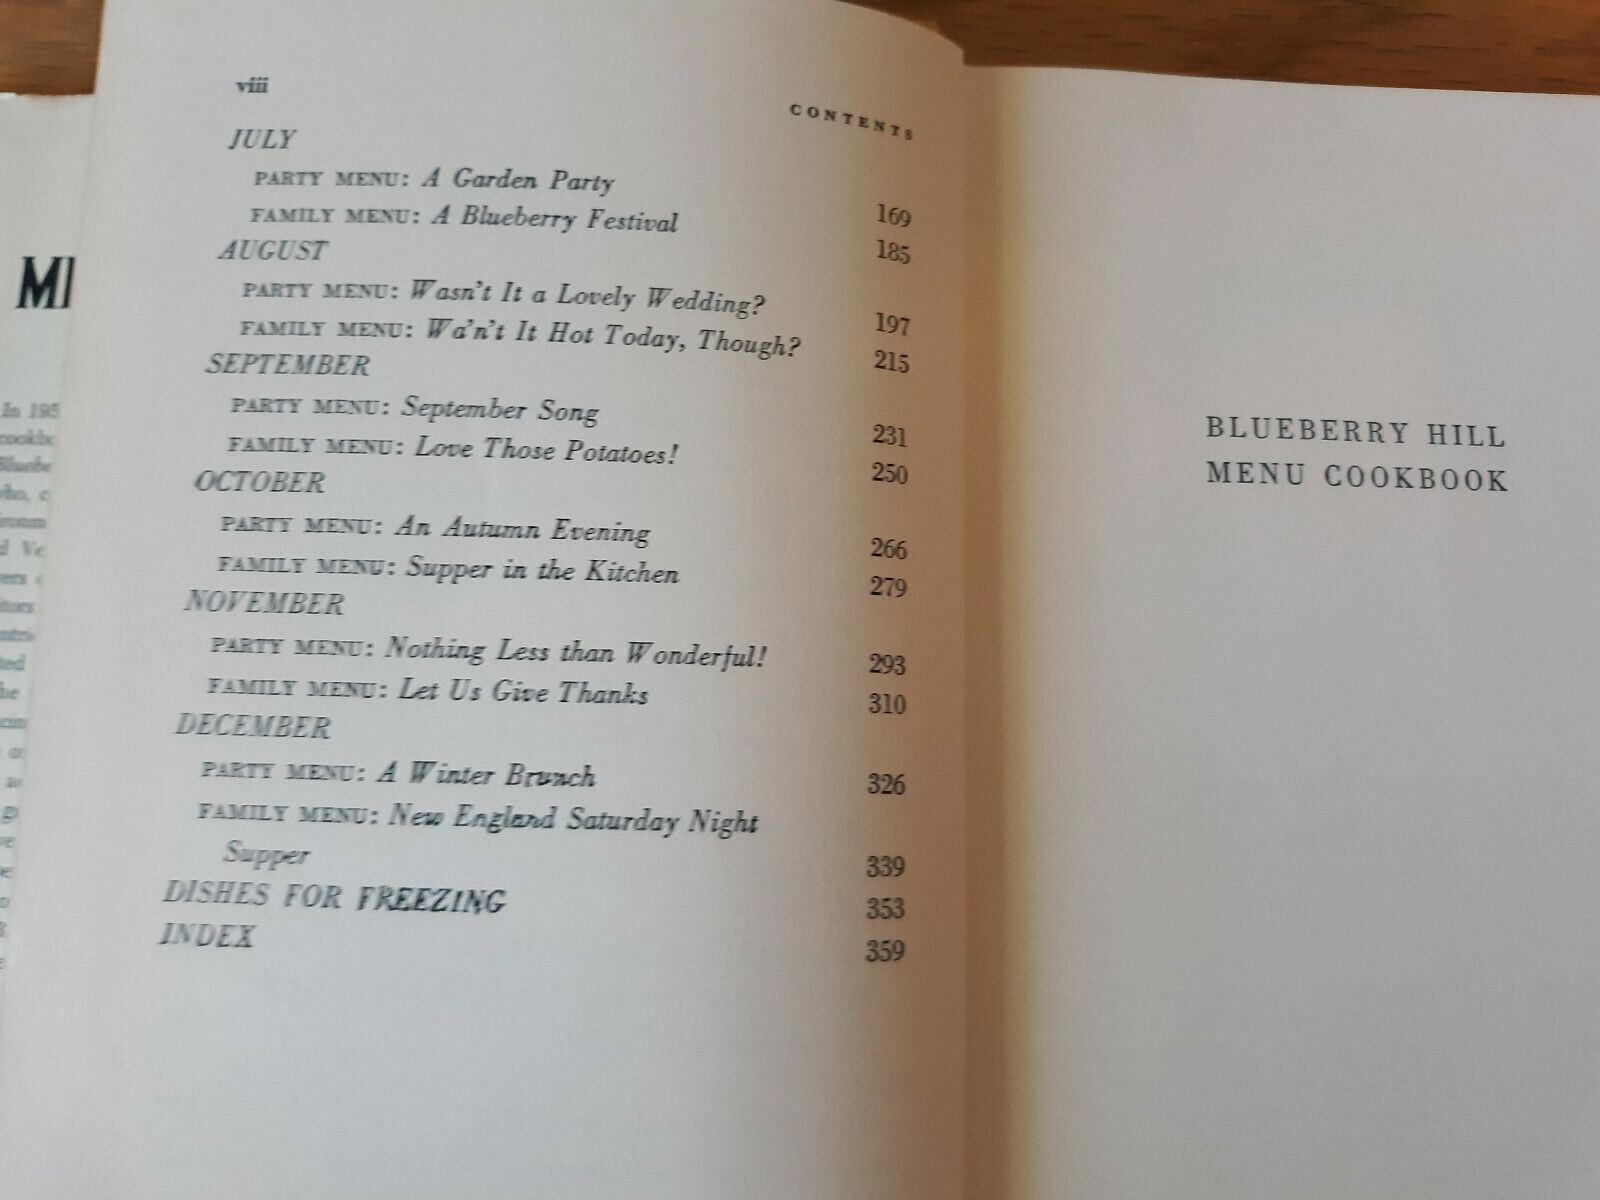 MI
In 195
viii
CONTENTS
JULY
PARTY MENU: A Garden Party 169
FAMILY MENU: A Blueberry Festival 185
AUGUST
PARTY MENU: Wasn't It a Lovely Wedding? 197
FAMILY MENU: Wa'n't It Hot Today, Though? 215
SEPTEMBER
PARTY MENU: September Song 231
FAMILY MENU: Love Those Potatoes! 250
OCTOBER
PARTY MENU: An Autumn Evening 266
FAMILY MENU: Supper in the Kitchen 279
NOVEMBER
PARTY MENU: Nothing Less than Wonderful! 293
FAMILY MENU: Let Us Give Thanks 310
DECEMBER
PARTY MENU: A Winter Brunch 326
FAMILY MENU: New England Saturday Night
Supper 339
DISHES FOR FREEZING 353
INDEX 359
BLUEBERRY HILL
MENU COOKBOOK